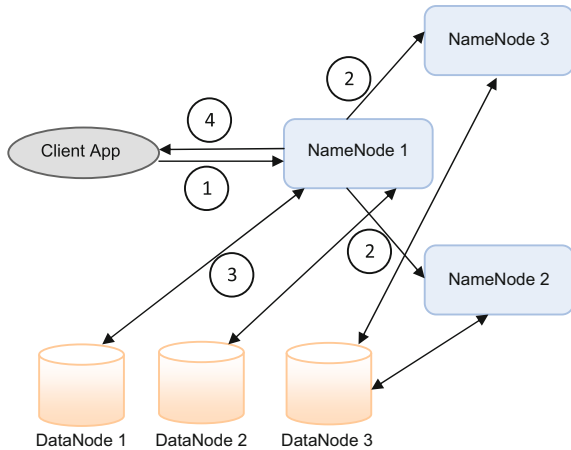 NameNode 3
2
4
Client App
NameNode 1
1
2
3
NameNode 2
DataNode 1
DataNode 2
DataNode 3